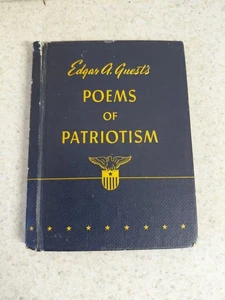 Edgar A. Guest's
POEMS
OF
PATRIOTISM